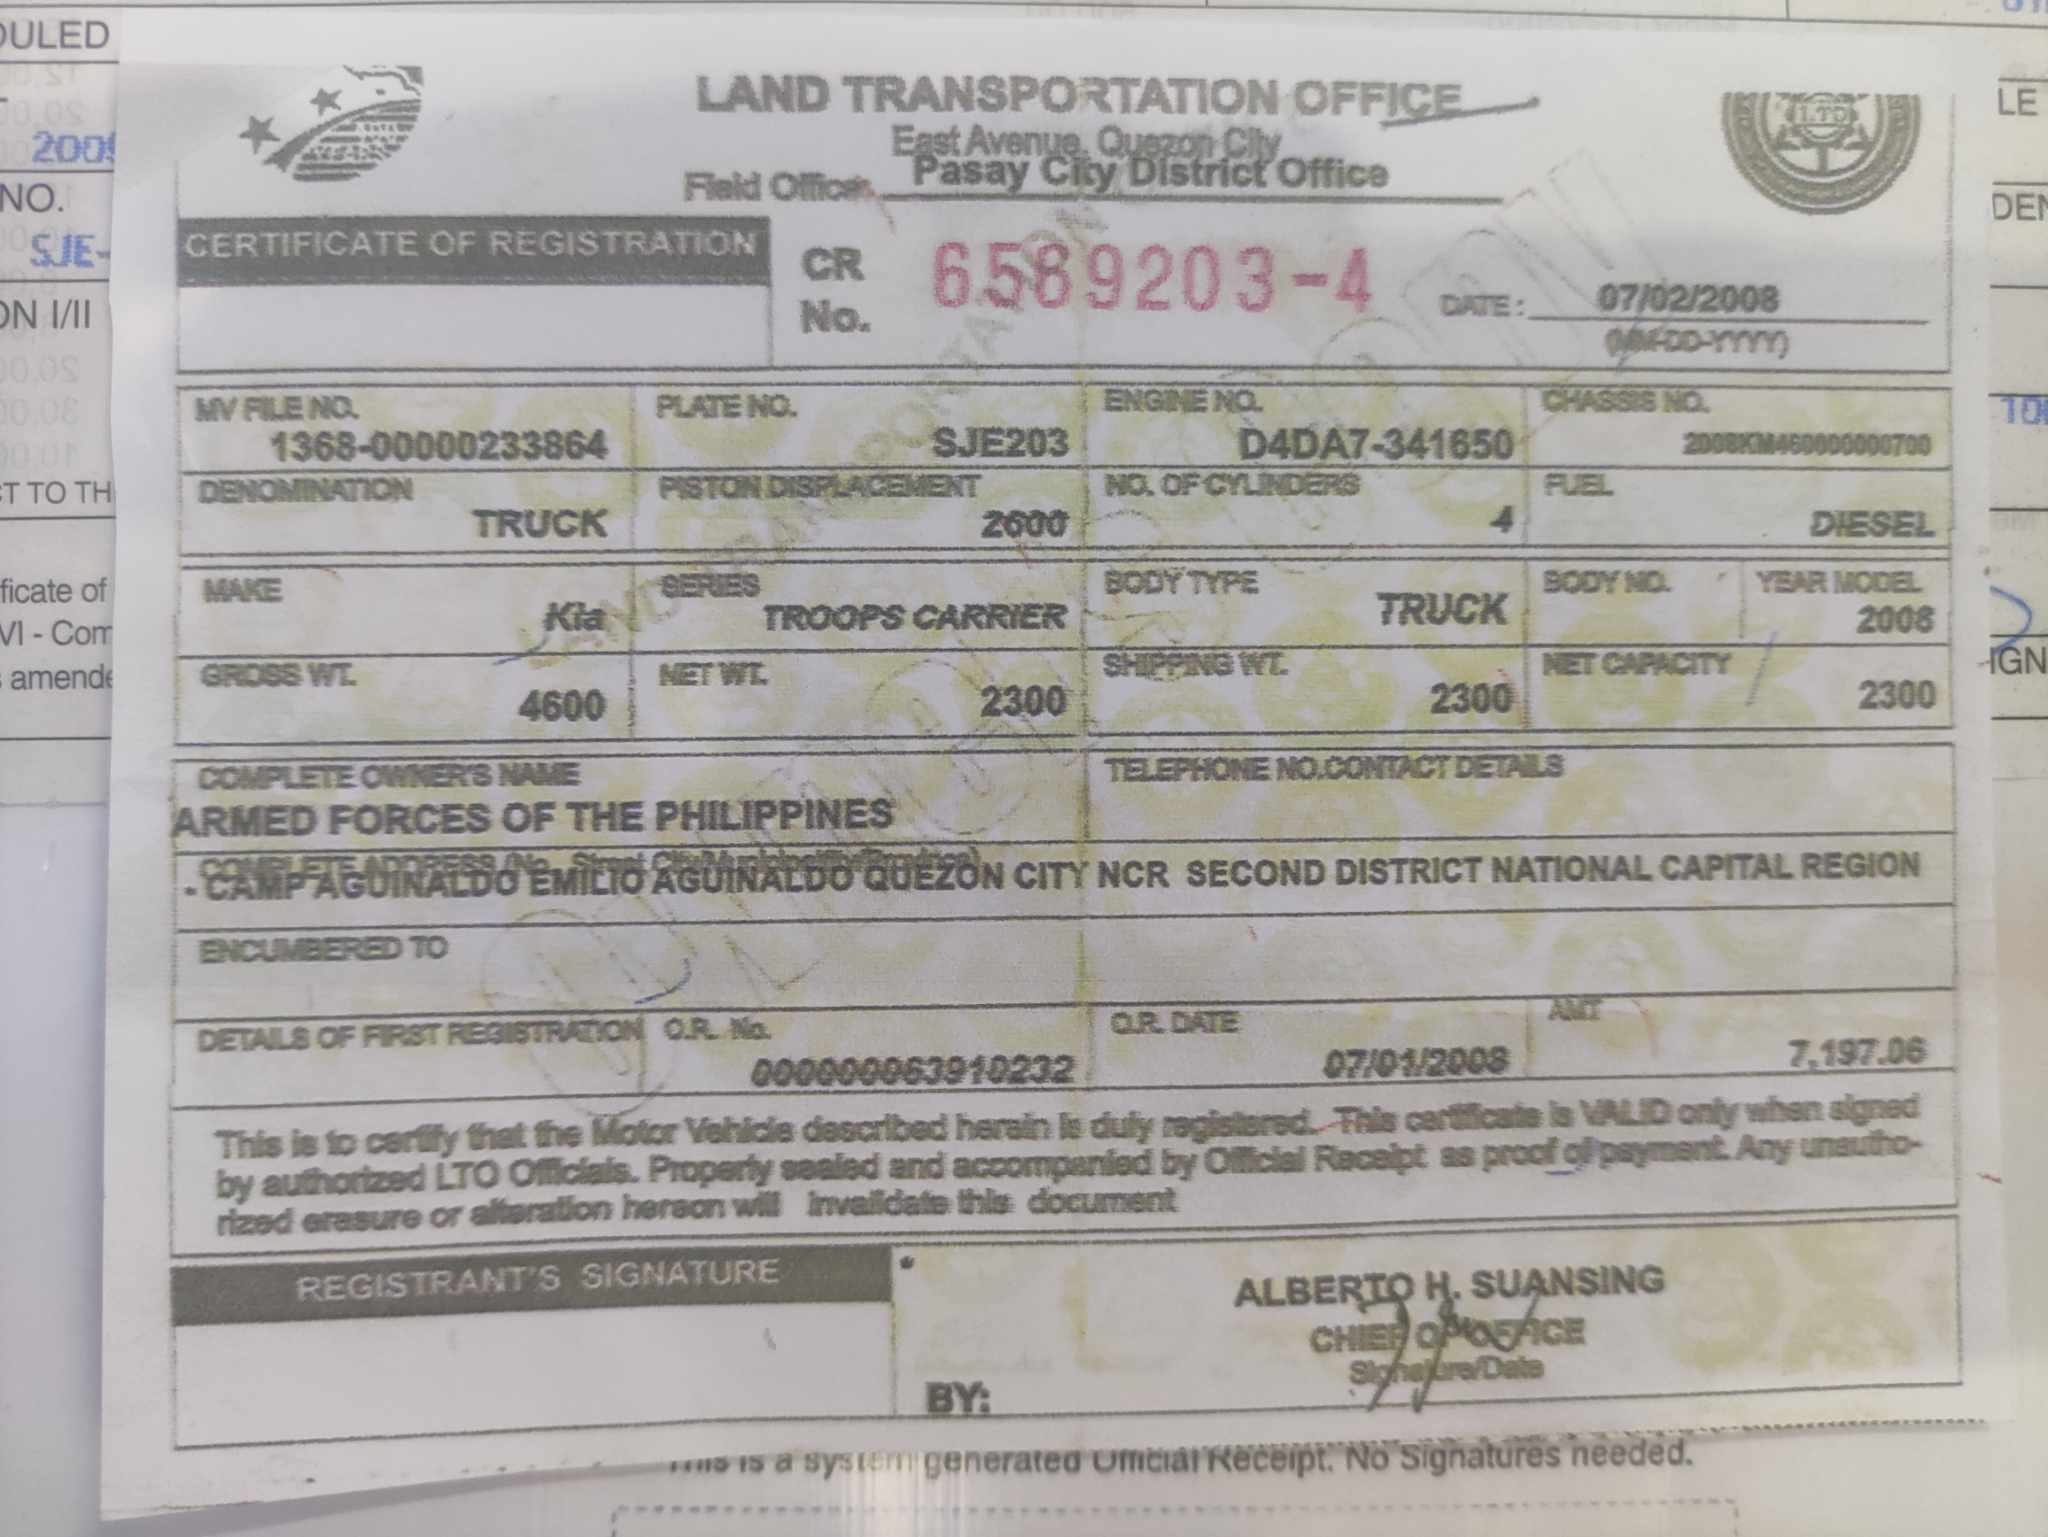 DULED
LAND TRANSPORTATION OFFICE
LE
East Avenue, Quezon City
Field Office: Pasay City District Office
2009
NO.
SJE-
ON I/II
CERTIFICATE OF REGISTRATION
CR No. 6589203-4
DATE: 07/02/2008
(MM-DD-YYYY)
MV FILE NO. PLATE NO. ENGINE NO. CHASSIS NO.
1368-00000233864 SJE203 D4DA7-341650 2008KM460000000700
DENOMINATION PISTON DISPLACEMENT NO. OF CYLINDERS FUEL
TRUCK 2600 4 DIESEL
MAKE SERIES BODY TYPE BODY NO. YEAR MODEL
Kia TROOPS CARRIER TRUCK 2008
GROSS WT. NET WT. SHIPPING WT. NET CAPACITY
4600 2300 2300 2300
CT TO TH
ficate of
VI - Com
s amende
IGN
COMPLETE OWNER'S NAME TELEPHONE NO.CONTACT DETAILS
ARMED FORCES OF THE PHILIPPINES
COMPLETE ADDRESS (No., Street City/Municipality/Province)
- CAMP AGUINALDO EMILIO AGUINALDO QUEZON CITY NCR SECOND DISTRICT NATIONAL CAPITAL REGION
ENCUMBERED TO
DETAILS OF FIRST REGISTRATION O.R. No. O.R. DATE AMT
000000063910232 07/01/2008 7,197.06
This is to certify that the Motor Vehicle described herein is duly registered. This certificate is VALID only when signed
by authorized LTO Officials. Properly sealed and accompanied by Official Receipt as proof of payment. Any unautho-
rized erasure or alteration hereon will invalidate this document
REGISTRANT'S SIGNATURE
ALBERTO H. SUANSING
CHIEF OF OFFICE
Signature/Date
BY:
This is a system generated Official Receipt. No Signatures needed.